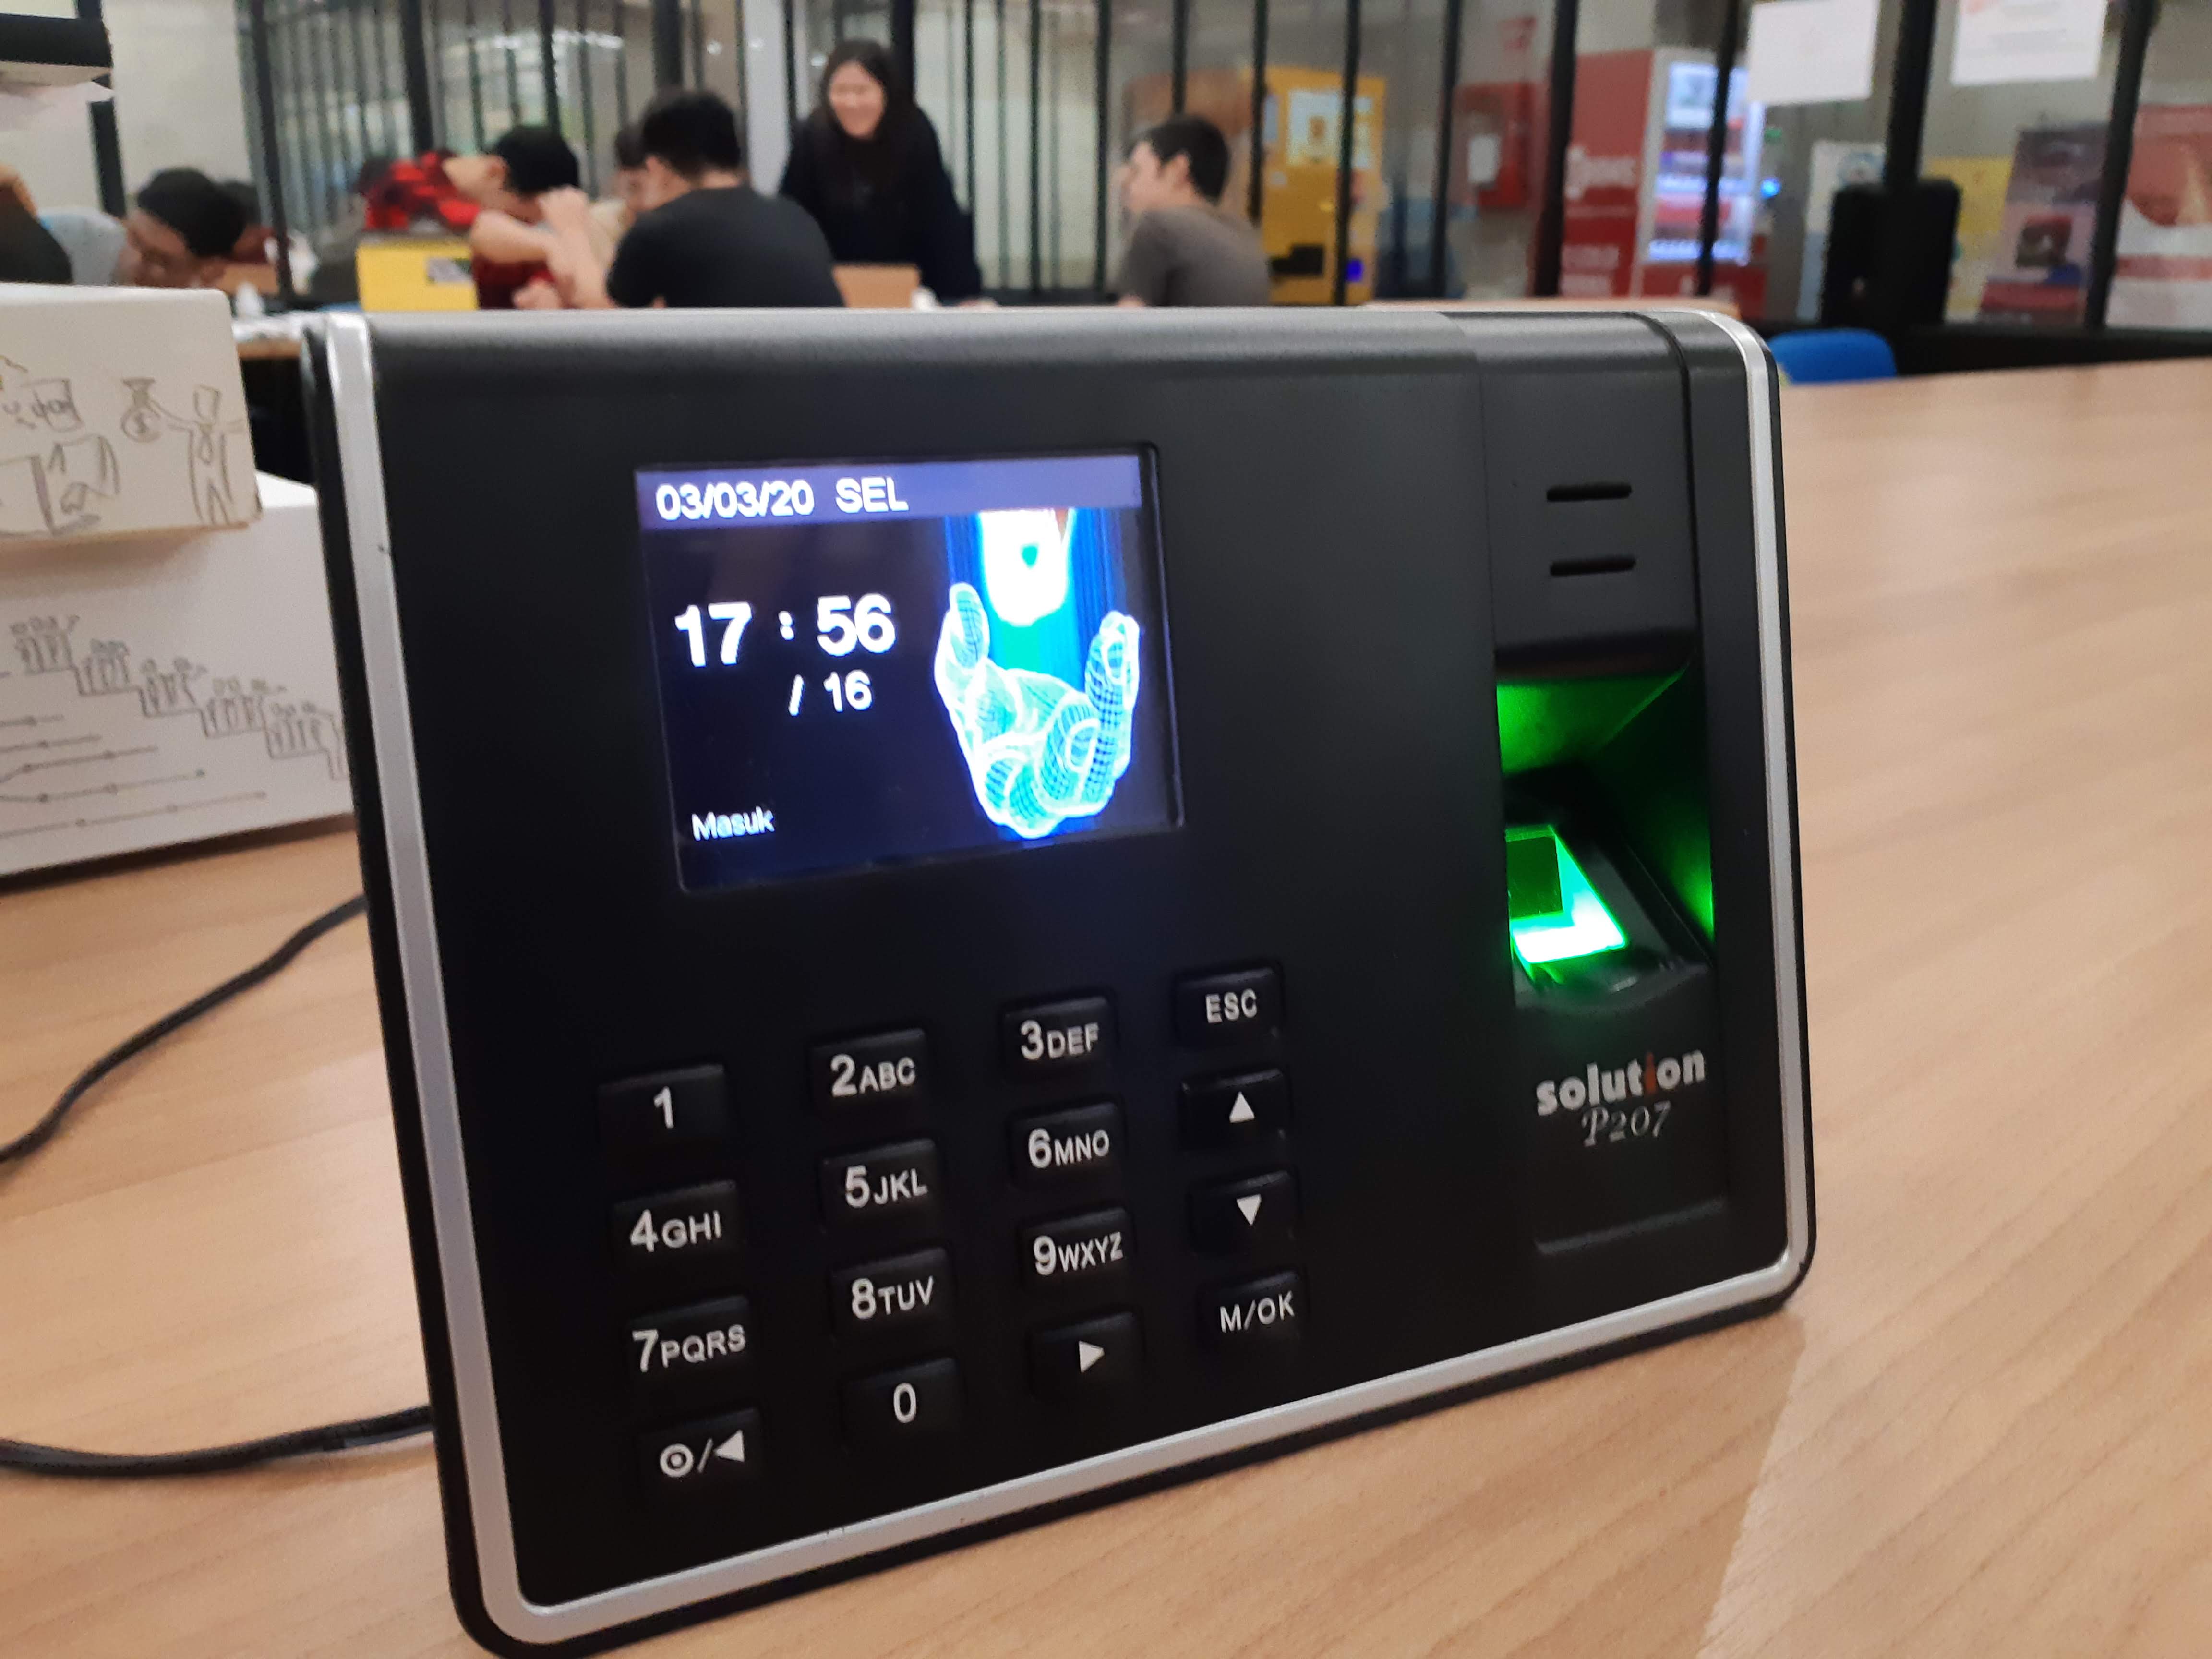 03/03/20 SEL
17 : 56
/ 16
Masuk
1
2ABC
3DEF
ESC
4GHI
5JKL
6MNO
▲
7PQRS
8TUV
9WXYZ
▼
⊙/◀
0
▶
M/OK
solution
P207